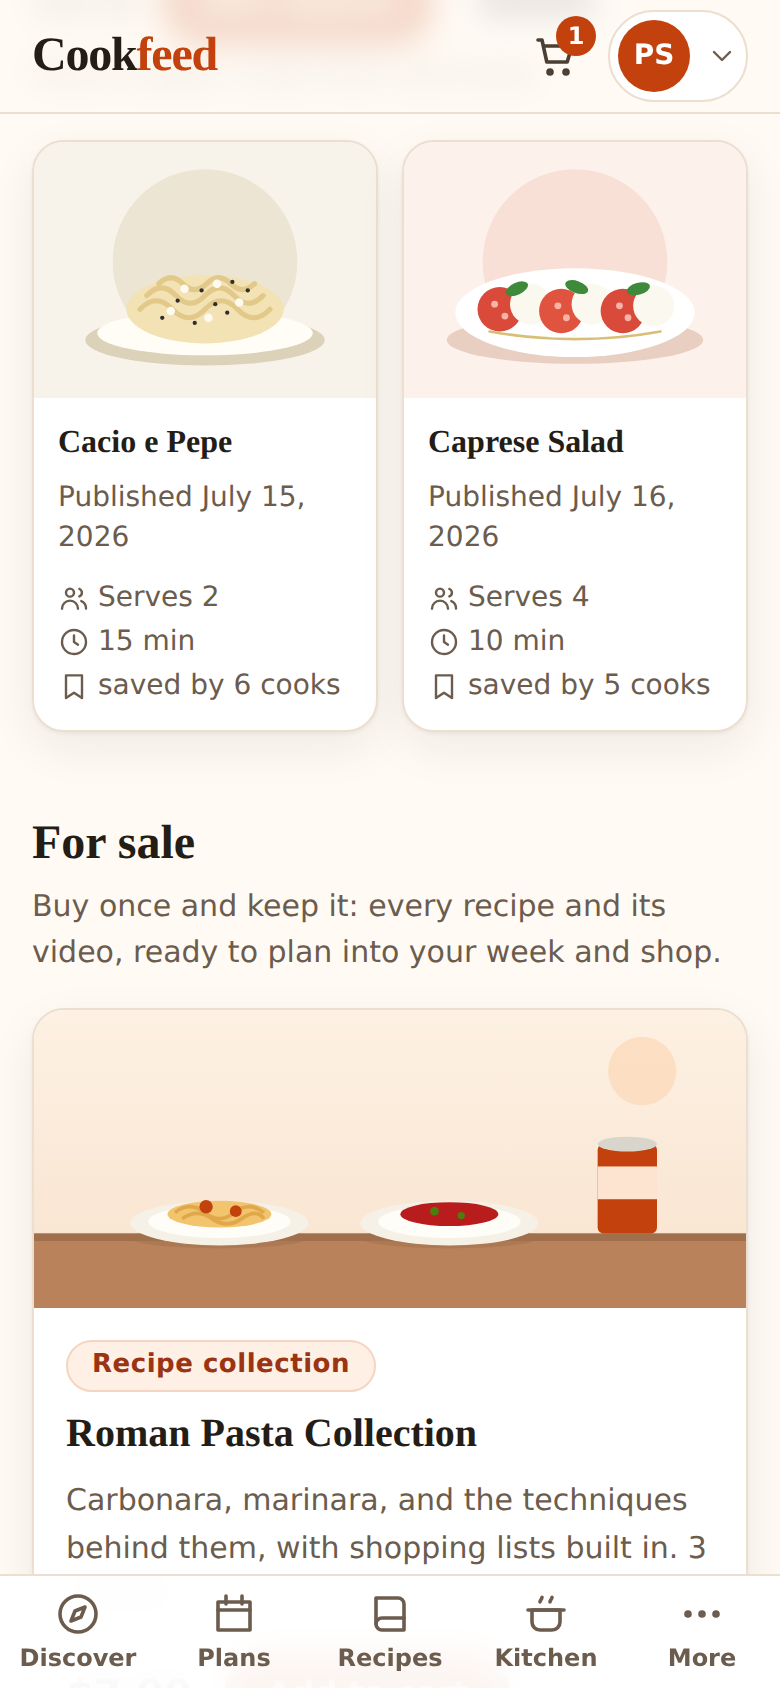 Cookfeed
1
PS
Cacio e Pepe
Published July 15,
2026
Serves 2
15 min
saved by 6 cooks
Caprese Salad
Published July 16,
2026
Serves 4
10 min
saved by 5 cooks
For sale
Buy once and keep it: every recipe and its
video, ready to plan into your week and shop.
Recipe collection
Roman Pasta Collection
Carbonara, marinara, and the techniques
behind them, with shopping lists built in. 3
Discover
Plans
Recipes
Kitchen
More